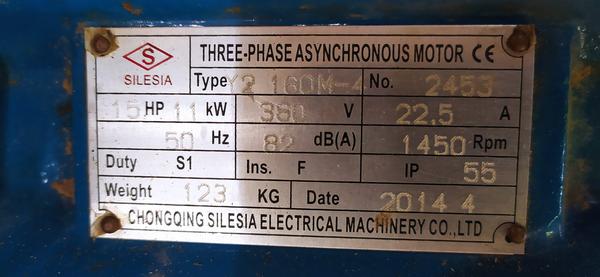 S
SILESIA
THREE-PHASE ASYNCHRONOUS MOTOR CE
Type Y2 160M-4 No. 2453
15 HP 11 kW 380 V 22.5 A
50 Hz 82 dB(A) 1450 Rpm
Duty S1 Ins. F IP 55
Weight 123 KG Date 2014 4
CHONGQING SILESIA ELECTRICAL MACHINERY CO.,LTD